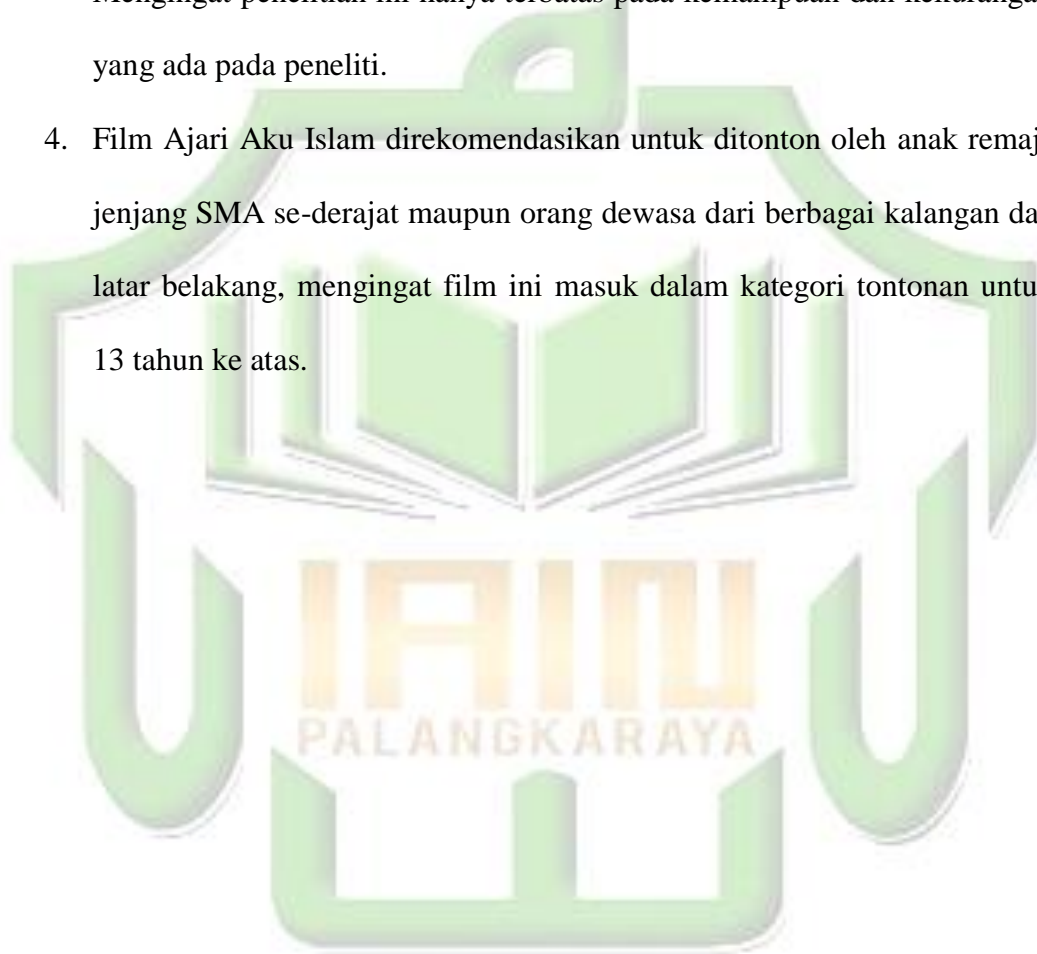 yang ada pada peneliti.
4. Film Ajari Aku Islam direkomendasikan untuk ditonton oleh anak remaj
jenjang SMA se-derajat maupun orang dewasa dari berbagai kalangan da
latar belakang, mengingat film ini masuk dalam kategori tontonan untu
13 tahun ke atas.
IAIN
PALANGKARAYA